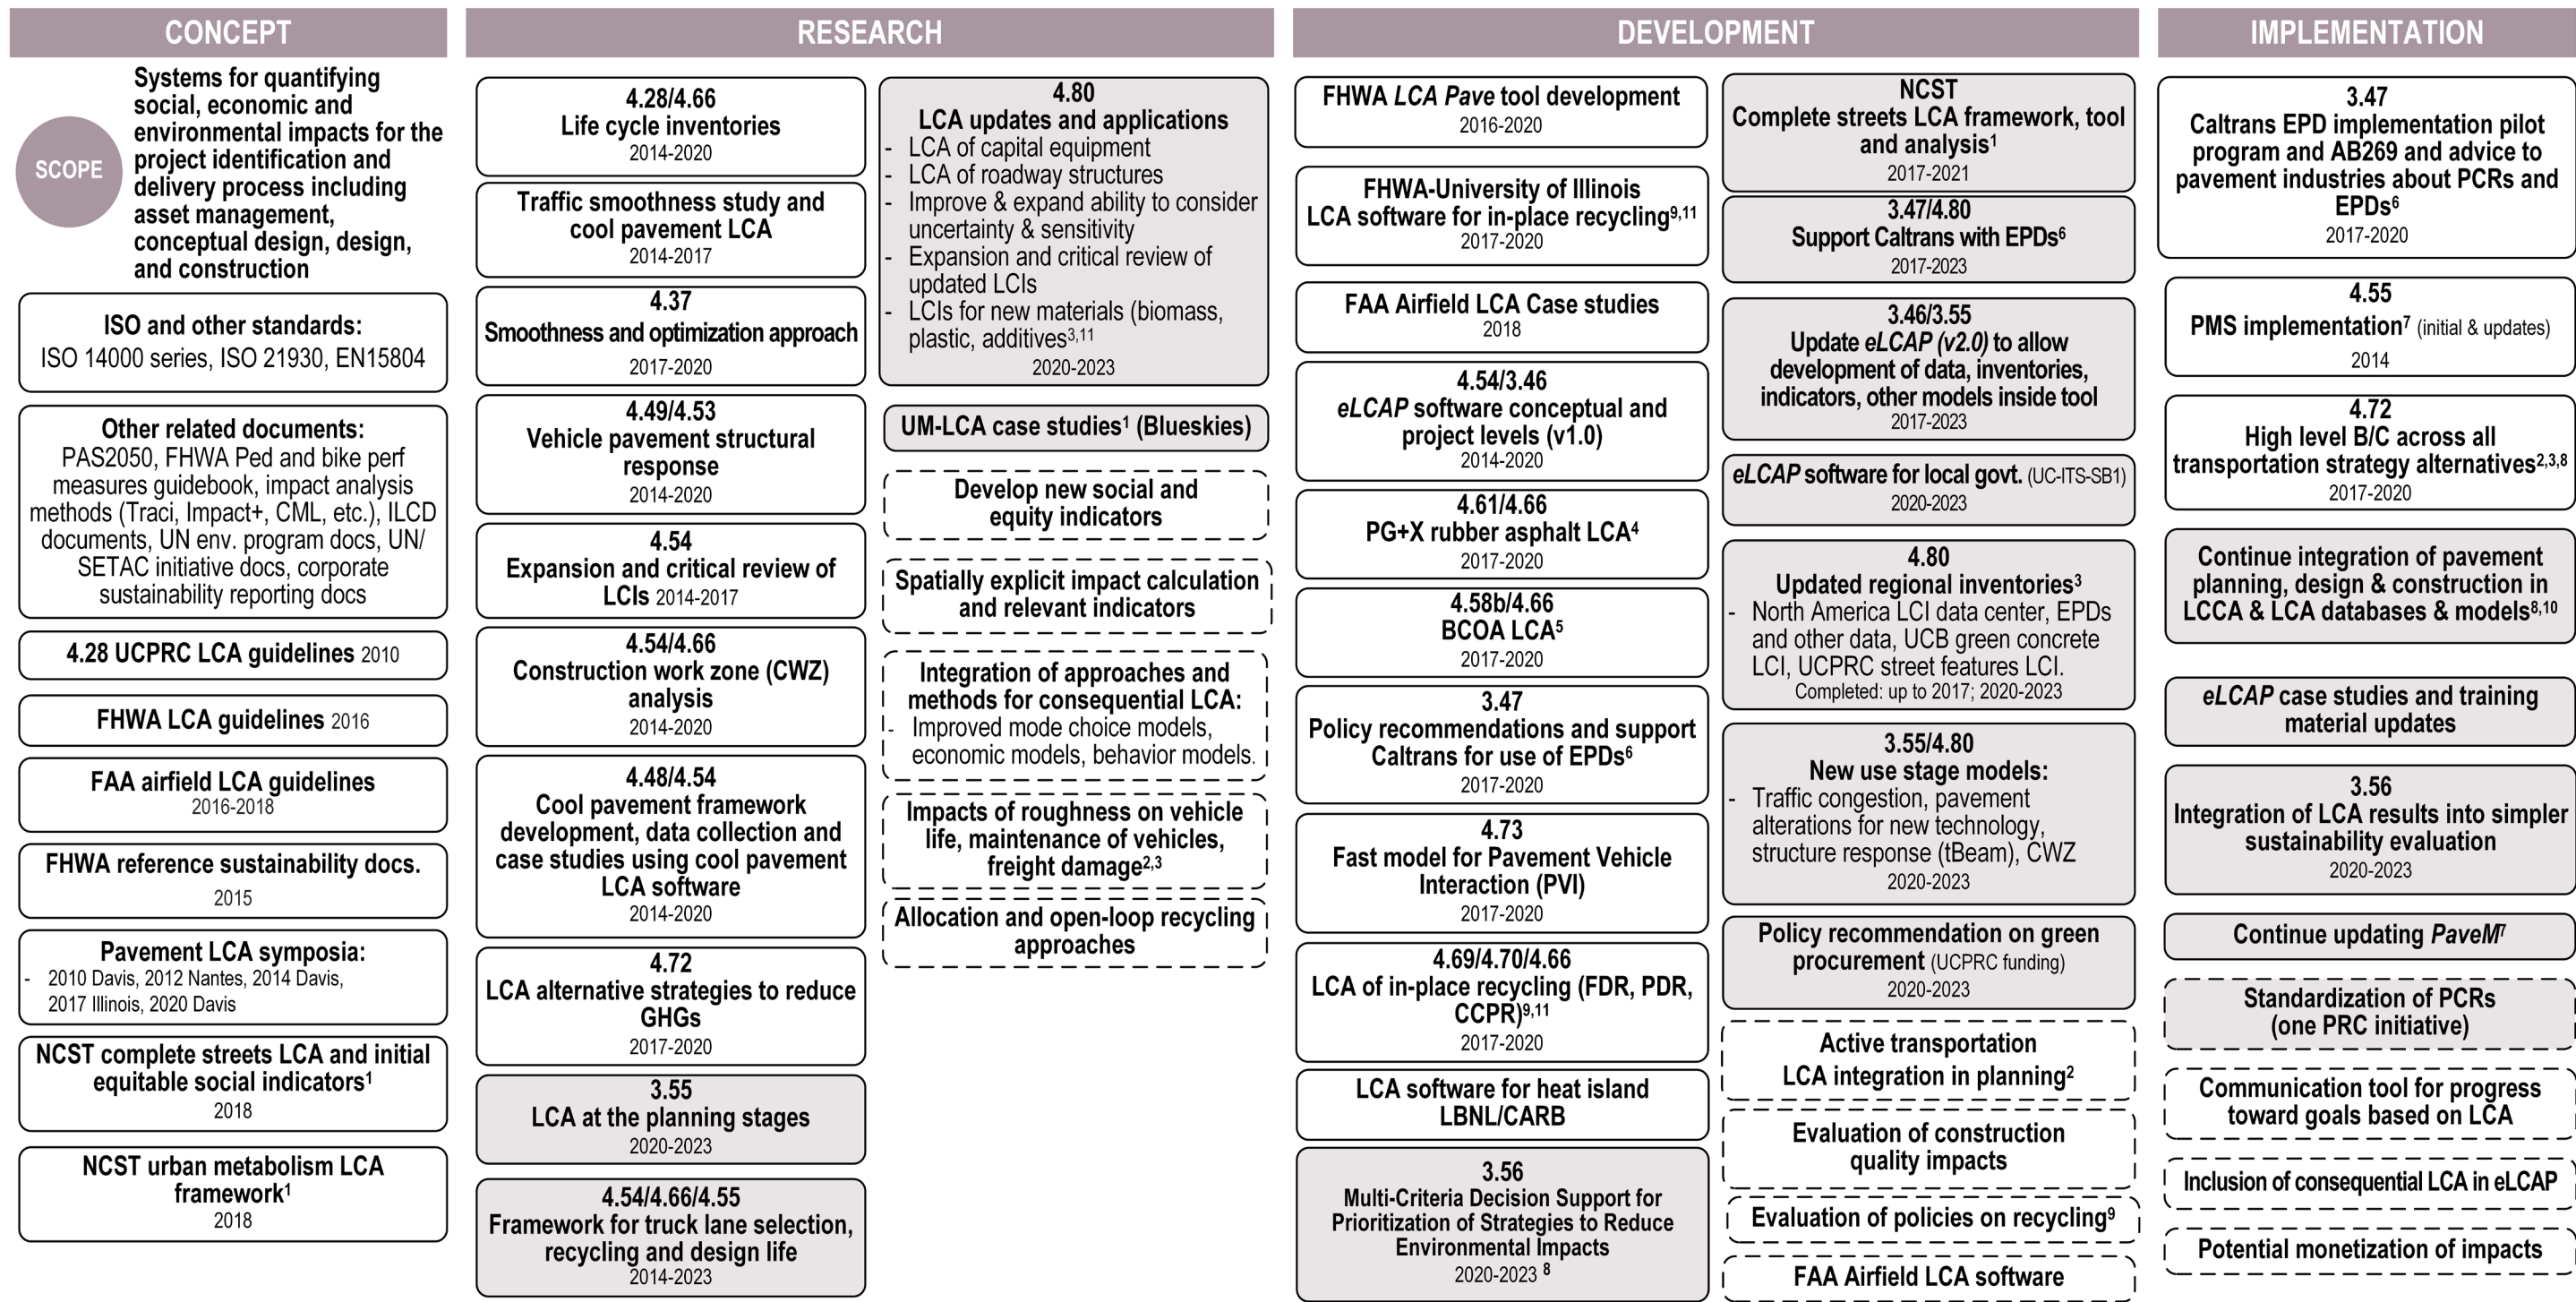 CONCEPT
SCOPE
Systems for quantifying
social, economic and
environmental impacts for the
project identification and
delivery process including
asset management,
conceptual design, design,
and construction
ISO and other standards:
ISO 14000 series, ISO 21930, EN15804
Other related documents:
PAS2050, FHWA Ped and bike perf
measures guidebook, impact analysis
methods (Traci, Impact+, CML, etc.), ILCD
documents, UN env. program docs, UN/
SETAC initiative docs, corporate
sustainability reporting docs
4.28 UCPRC LCA guidelines 2010
FHWA LCA guidelines 2016
FAA airfield LCA guidelines
2016-2018
FHWA reference sustainability docs.
2015
Pavement LCA symposia:
- 2010 Davis, 2012 Nantes, 2014 Davis,
2017 Illinois, 2020 Davis
NCST complete streets LCA and initial
equitable social indicators¹
2018
NCST urban metabolism LCA
framework¹
2018
RESEARCH
4.28/4.66
Life cycle inventories
2014-2020
Traffic smoothness study and
cool pavement LCA
2014-2017
4.37
Smoothness and optimization approach
2017-2020
4.49/4.53
Vehicle pavement structural
response
2014-2020
4.54
Expansion and critical review of
LCIs 2014-2017
4.54/4.66
Construction work zone (CWZ)
analysis
2014-2020
4.48/4.54
Cool pavement framework
development, data collection and
case studies using cool pavement
LCA software
2014-2020
4.72
LCA alternative strategies to reduce
GHGs
2017-2020
3.55
LCA at the planning stages
2020-2023
4.54/4.66/4.55
Framework for truck lane selection,
recycling and design life
2014-2023
4.80
LCA updates and applications
- LCA of capital equipment
- LCA of roadway structures
- Improve & expand ability to consider
uncertainty & sensitivity
- Expansion and critical review of
updated LCIs
- LCIs for new materials (biomass,
plastic, additives³,¹¹
2020-2023
UM-LCA case studies¹ (Blueskies)
Develop new social and
equity indicators
Spatially explicit impact calculation
and relevant indicators
Integration of approaches and
methods for consequential LCA:
- Improved mode choice models,
economic models, behavior models.
Impacts of roughness on vehicle
life, maintenance of vehicles,
freight damage²,³
Allocation and open-loop recycling
approaches
DEVELOPMENT
FHWA LCA Pave tool development
2016-2020
FHWA-University of Illinois
LCA software for in-place recycling⁹,¹¹
2017-2020
FAA Airfield LCA Case studies
2018
4.54/3.46
eLCAP software conceptual and
project levels (v1.0)
2014-2020
4.61/4.66
PG+X rubber asphalt LCA⁴
2017-2020
4.58b/4.66
BCOA LCA⁵
2017-2020
3.47
Policy recommendations and support
Caltrans for use of EPDs⁶
2017-2020
4.73
Fast model for Pavement Vehicle
Interaction (PVI)
2017-2020
4.69/4.70/4.66
LCA of in-place recycling (FDR, PDR,
CCPR)⁹,¹¹
2017-2020
LCA software for heat island
LBNL/CARB
3.56
Multi-Criteria Decision Support for
Prioritization of Strategies to Reduce
Environmental Impacts
2020-2023 ⁸
NCST
Complete streets LCA framework, tool
and analysis¹
2017-2021
3.47/4.80
Support Caltrans with EPDs⁶
2017-2023
3.46/3.55
Update eLCAP (v2.0) to allow
development of data, inventories,
indicators, other models inside tool
2017-2023
eLCAP software for local govt. (UC-ITS-SB1)
2020-2023
4.80
Updated regional inventories³
- North America LCI data center, EPDs
and other data, UCB green concrete
LCI, UCPRC street features LCI.
Completed: up to 2017; 2020-2023
3.55/4.80
New use stage models:
- Traffic congestion, pavement
alterations for new technology,
structure response (tBeam), CWZ
2020-2023
Policy recommendation on green
procurement (UCPRC funding)
2020-2023
Active transportation
LCA integration in planning²
Evaluation of construction
quality impacts
Evaluation of policies on recycling⁹
FAA Airfield LCA software
IMPLEMENTATION
3.47
Caltrans EPD implementation pilot
program and AB269 and advice to
pavement industries about PCRs and
EPDs⁶
2017-2020
4.55
PMS implementation⁷ (initial & updates)
2014
4.72
High level B/C across all
transportation strategy alternatives²,³,⁸
2017-2020
Continue integration of pavement
planning, design & construction in
LCCA & LCA databases & models⁸,¹⁰
eLCAP case studies and training
material updates
3.56
Integration of LCA results into simpler
sustainability evaluation
2020-2023
Continue updating PaveM⁷
Standardization of PCRs
(one PRC initiative)
Communication tool for progress
toward goals based on LCA
Inclusion of consequential LCA in eLCAP
Potential monetization of impacts